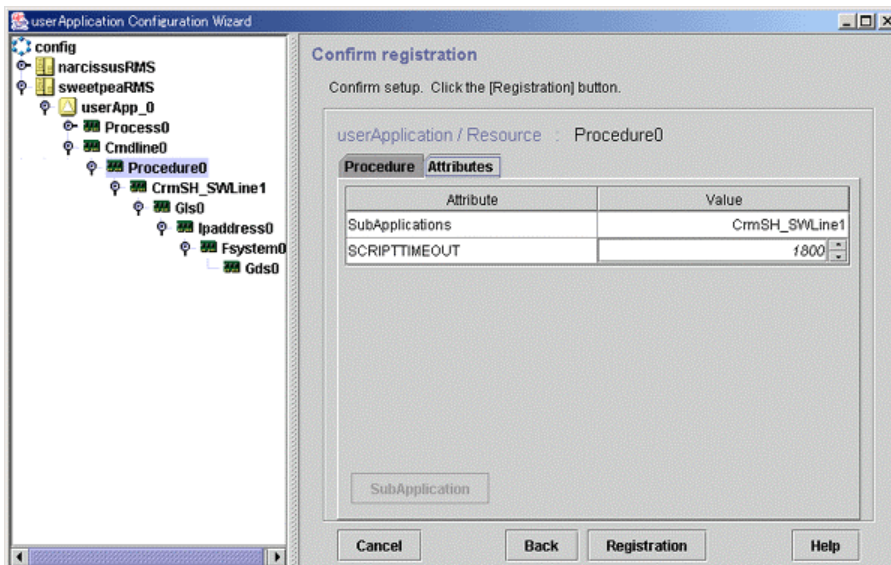 userApplication Configuration Wizard
config
narcissusRMS
sweetpeaRMS
userApp_0
Process0
Cmdline0
Procedure0
CrmSH_SWLine1
Gls0
Ipaddress0
Fsystem0
Gds0
Confirm registration
Confirm setup. Click the [Registration] button.
userApplication / Resource : Procedure0
Procedure Attributes
Attribute Value
SubApplications CrmSH_SWLine1
SCRIPTTIMEOUT 1800
SubApplication
Cancel Back Registration Help